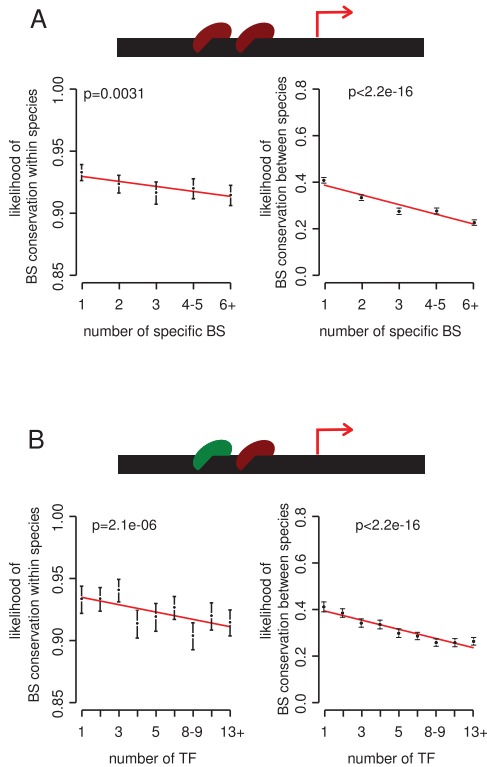 A
p=0.0031
likelihood of
BS conservation within species
1.00
0.95
0.90
0.85
1 2 3 4-5 6+
number of specific BS
p<2.2e-16
likelihood of
BS conservation between species
0.8
0.6
0.4
0.2
0.0
1 2 3 4-5 6+
number of specific BS
B
p=2.1e-06
likelihood of
BS conservation within species
1.00
0.95
0.90
0.85
1 3 5 8-9 13+
number of TF
p<2.2e-16
likelihood of
BS conservation between species
0.8
0.6
0.4
0.2
0.0
1 3 5 8-9 13+
number of TF